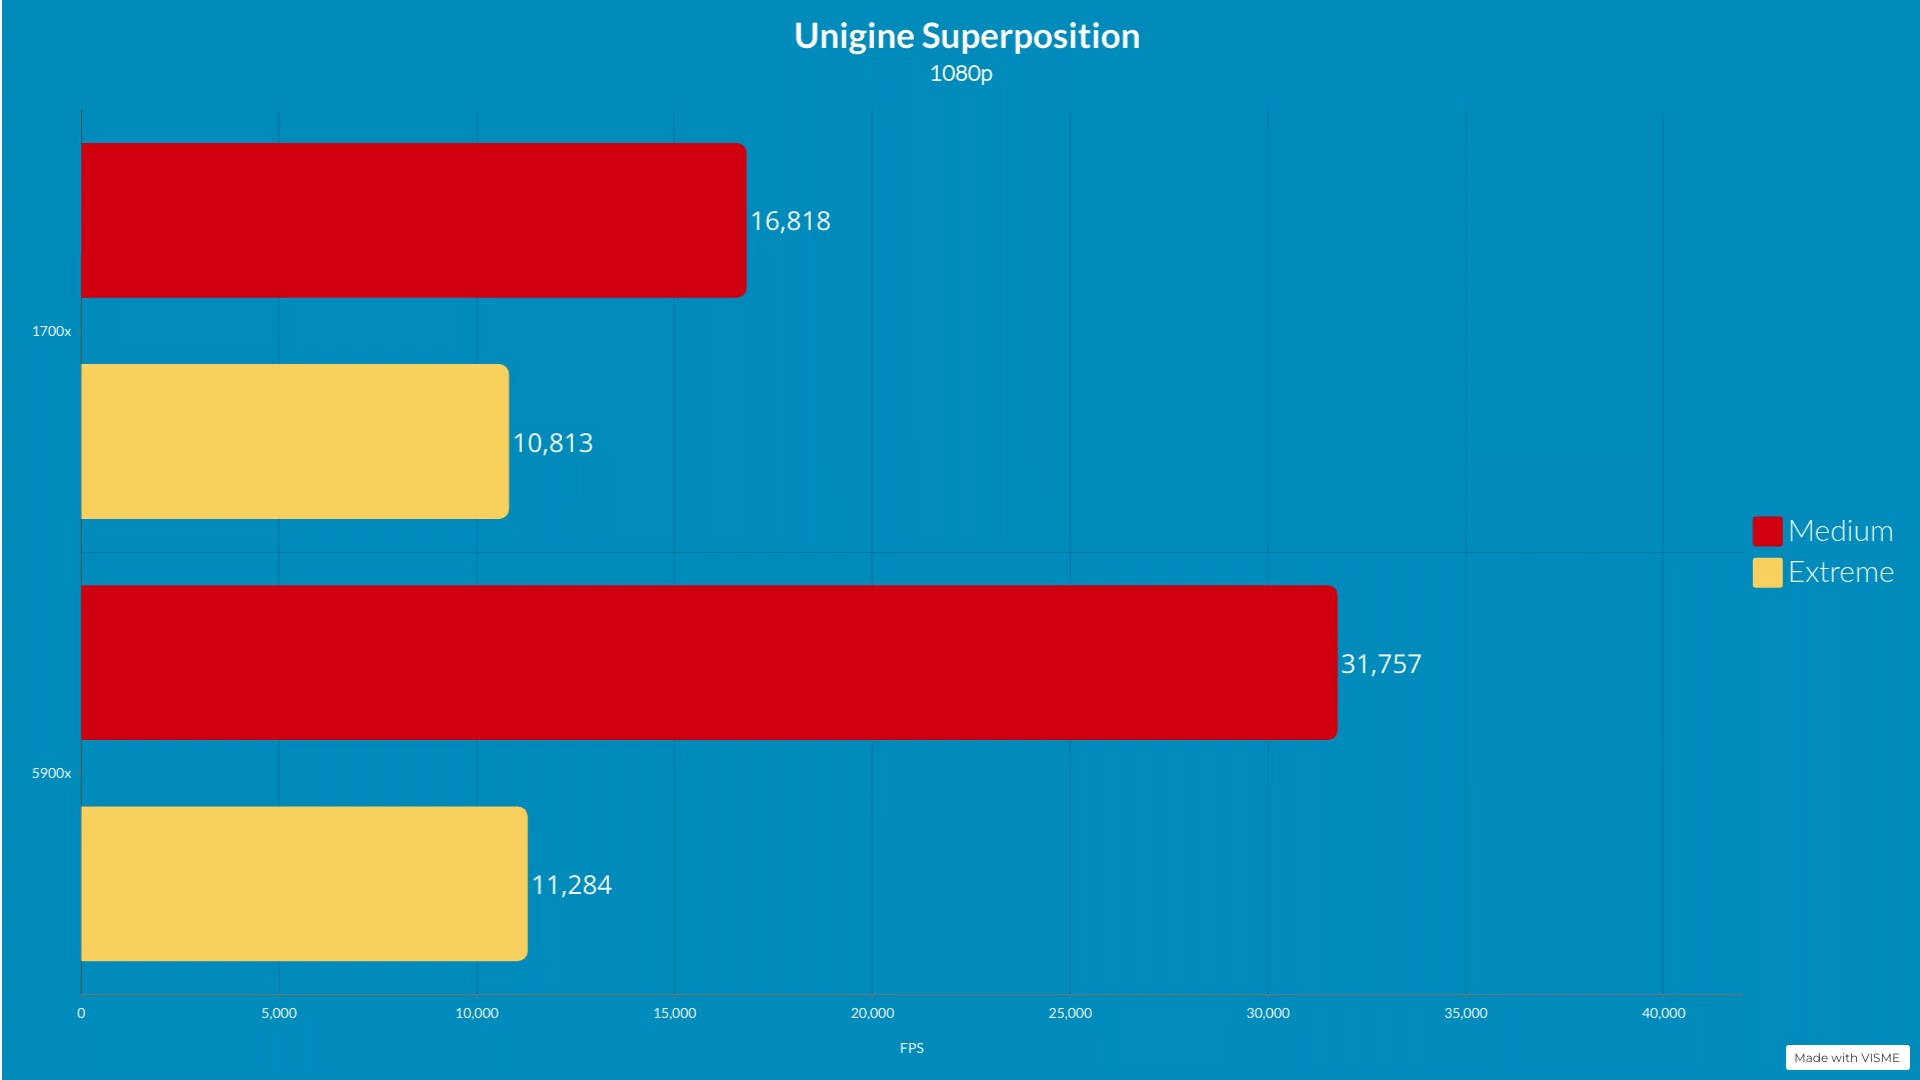 Unigine Superposition
1080p
16,818
1700x
10,813
Medium
Extreme
31,757
5900x
11,284
0 5,000 10,000 15,000 20,000 25,000 30,000 35,000 40,000
FPS
Made with VISME